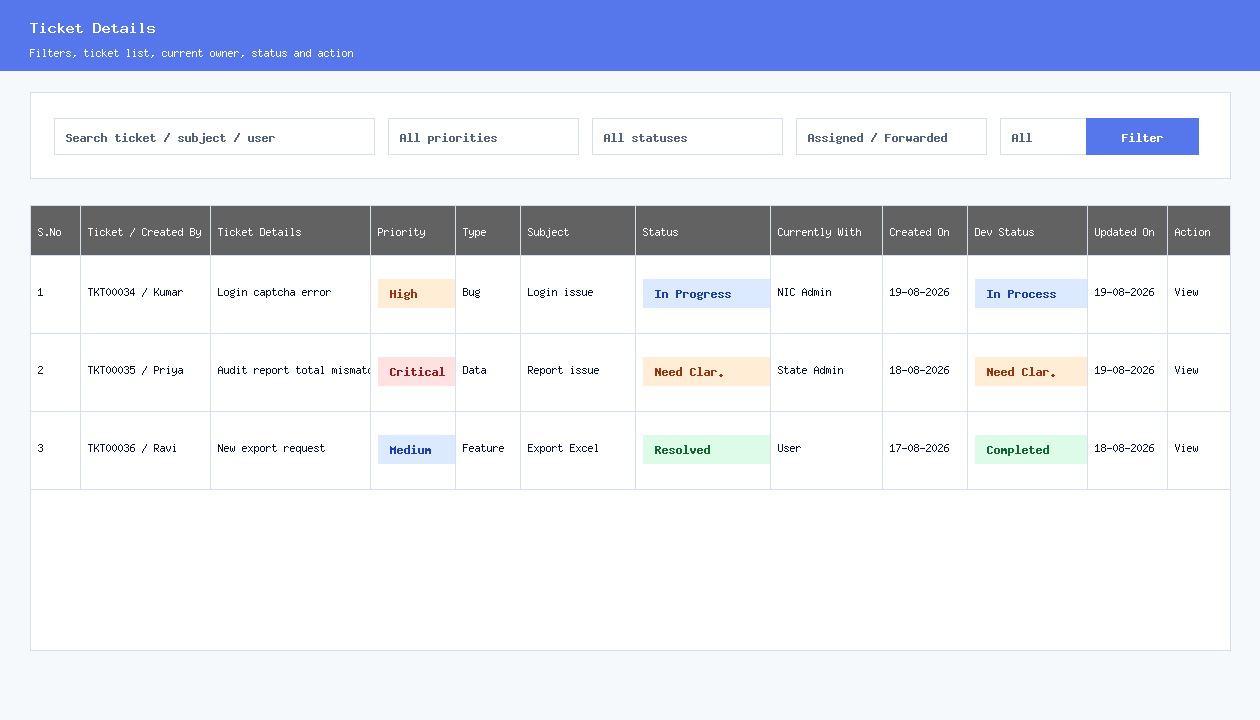 Ticket Details
Filters, ticket list, current owner, status and action
Search ticket / subject / user All priorities All statuses Assigned / Forwarded All Filter
S.No Ticket / Created By Ticket Details Priority Type Subject Status Currently With Created On Dev Status Updated On Action
1 TKT00034 / Kumar Login captcha error High Bug Login issue In Progress NIC Admin 19-08-2026 In Process 19-08-2026 View
2 TKT00035 / Priya Audit report total mismatc Critical Data Report issue Need Clar. State Admin 18-08-2026 Need Clar. 19-08-2026 View
3 TKT00036 / Ravi New export request Medium Feature Export Excel Resolved User 17-08-2026 Completed 18-08-2026 View